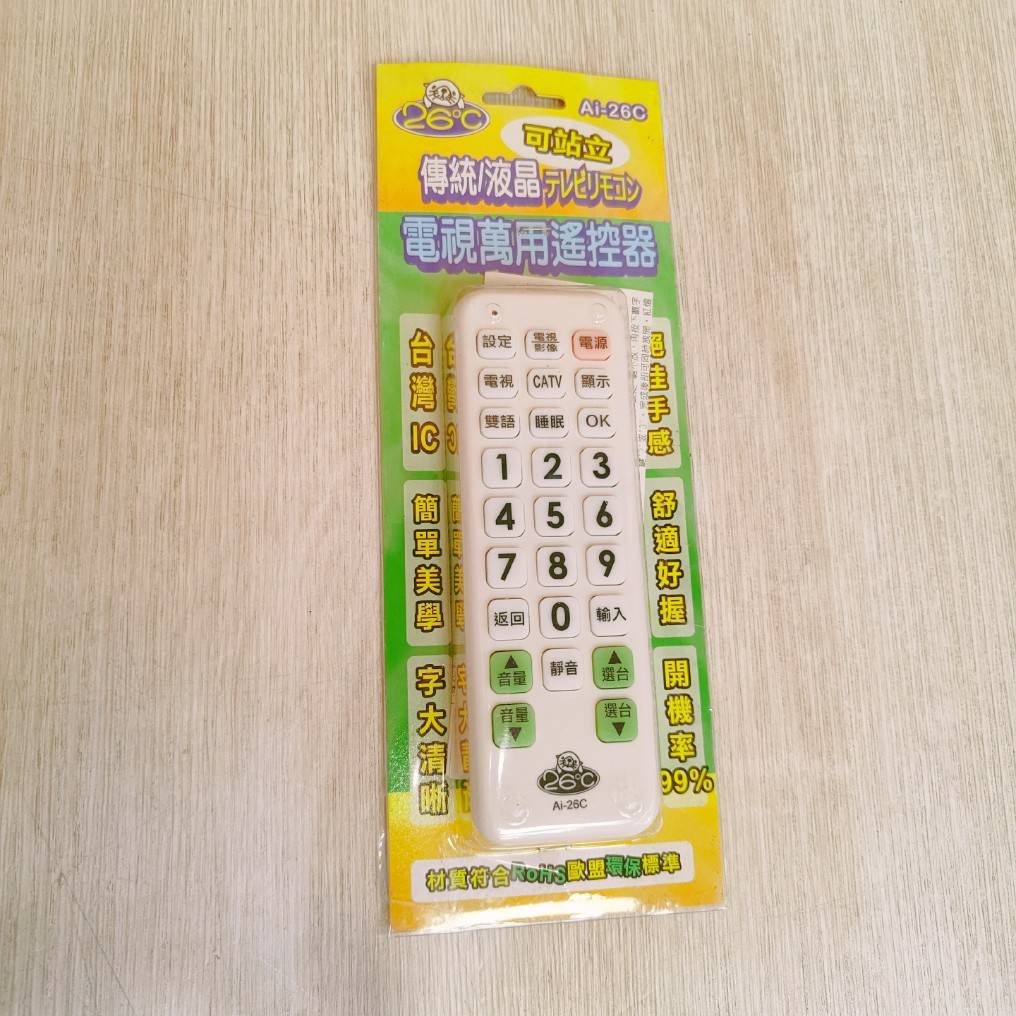 26°C
Ai-26C
可站立
傳統/液晶 テレビリモコン
電視萬用遙控器
台灣IC
簡單美學
字大清晰
絕佳手感
舒適好握
開機率99%
設定 電視影像 電源
電視 CATV 顯示
雙語 睡眠 OK
1 2 3
4 5 6
7 8 9
返回 0 輸入
▲音量 靜音 ▲選台
音量▼ 選台▼
26°C
Ai-26C
材質符合RoHS歐盟環保標準